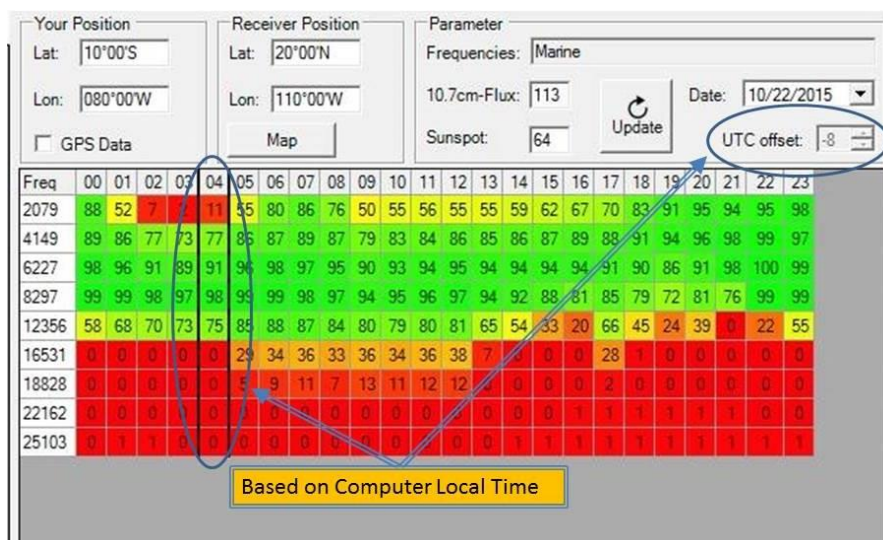 Your Position Receiver Position Parameter
Lat: 10°00'S Lat: 20°00'N Frequencies: Marine
Lon: 080°00'W Lon: 110°00'W 10.7cm-Flux: 113 Update Date: 10/22/2015
GPS Data Map Sunspot: 64 UTC offset: -8
Freq 00 01 02 03 04 05 06 07 08 09 10 11 12 13 14 15 16 17 18 19 20 21 22 23
2079 88 52 7 2 11 55 80 86 76 50 55 56 55 55 59 62 67 70 83 91 95 94 95 98
4149 89 86 77 73 77 86 87 89 87 79 83 84 86 85 86 87 89 88 91 94 96 98 99 97
6227 98 96 91 89 91 96 98 97 95 90 93 94 95 94 94 94 94 91 90 86 91 98 100 99
8297 99 99 98 97 98 99 99 98 97 94 95 96 97 94 92 88 81 85 79 72 81 76 99 99
12356 58 68 70 73 75 85 88 87 84 80 79 80 81 65 54 33 20 66 45 24 39 0 22 55
16531 0 0 0 0 0 29 34 36 33 36 34 36 38 7 0 0 0 28 1 0 0 0 0 0
18828 0 0 0 0 0 5 9 11 7 13 11 12 12 0 0 0 0 2 0 0 0 0 0 0
22162 0 0 0 0 0 0 0 0 0 0 0 0 0 0 0 0 1 1 1 1 1 1 0 0
25103 0 1 1 0 0 0 0 0 0 0 0 0 0 0 1 1 1 1 1 1 1 1 1 1
Based on Computer Local Time